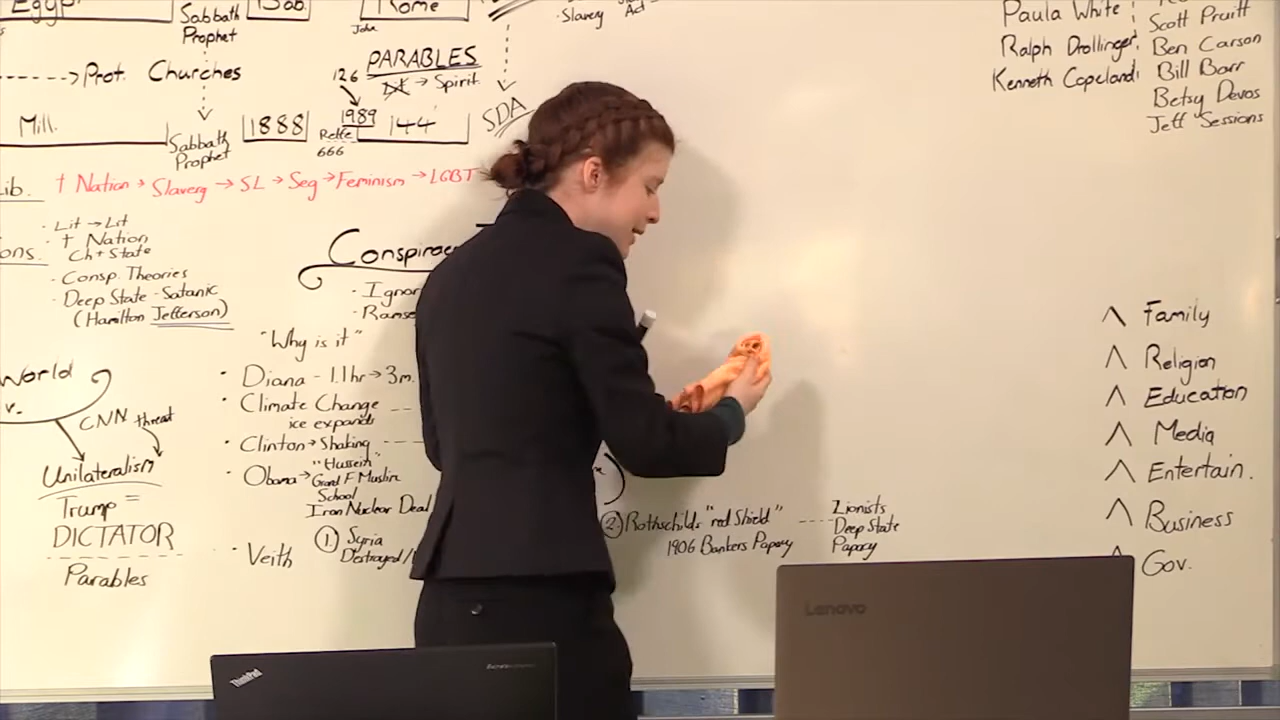 Egypt
Sabbath
Prophet
Rome
John
Slavery
Act
Paula White
Ralph Drollinger
Kenneth Copeland
Scott Pruitt
Ben Carson
Bill Barr
Betsy Devos
Jeff Sessions
Prot. Churches
PARABLES
→ Spirit.
126
1989
SDA
Mill.
Sabbath
Prophet
1888
666
144
Lib.
† Nation → Slavery → SL → Seg → Feminism → LGBT
ons.
· Lit → Lit
· † Nation
Ch + State
· Consp. Theories
· Deep State - Satanic
(Hamilton Jefferson)
Conspirac
· Ignor
· Ramse
"Why is it"
· Diana - 1.1hr → 3m.
· Climate Change
ice expands
· Clinton → Shaking
· Obama → "Hussein"
Grand F Muslim
School
Iron Nuclear Deal
· Veith
① Syria
Destroyed/
② Rothschilds "red Shield"
1906 Bankers Papacy
Zionists
Deep State
Papacy
World
v.
CNN threat
Unilateralism
Trump =
DICTATOR
Parables
Λ Family
Λ Religion
Λ Education
Λ Media
Λ Entertain.
Λ Business
Λ Gov.
ThinkPad
Lenovo